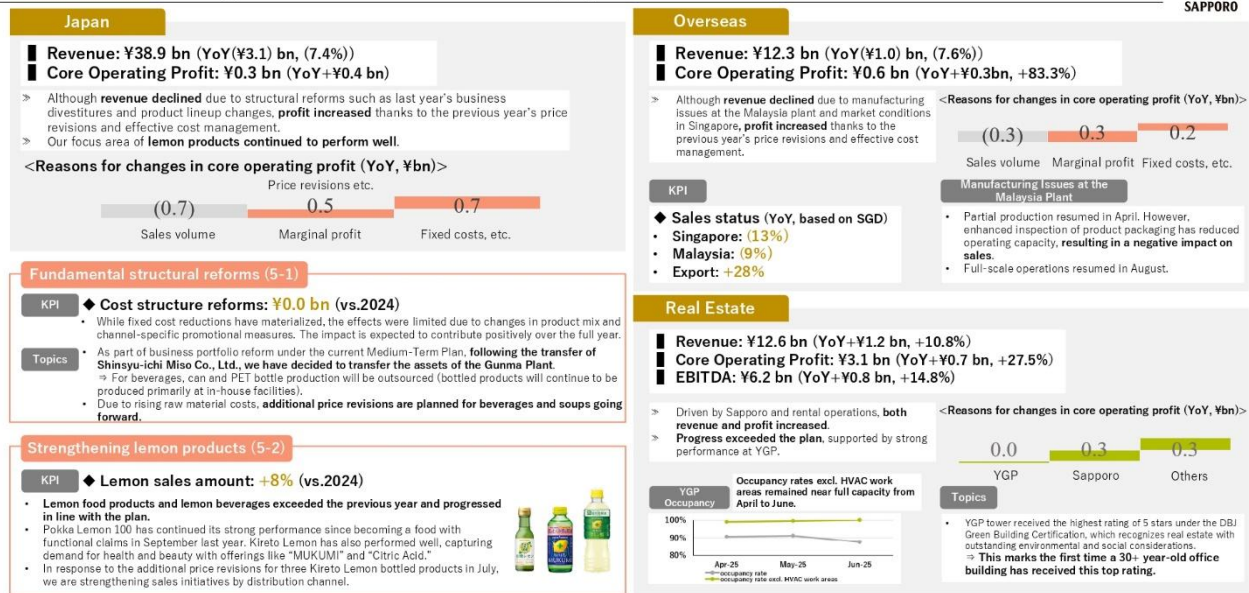 SAPPORO
Japan
Revenue: ¥38.9 bn (YoY(¥3.1) bn, (7.4%))
Core Operating Profit: ¥0.3 bn (YoY+¥0.4 bn)
Although revenue declined due to structural reforms such as last year's business
divestitures and product lineup changes, profit increased thanks to the previous year's price
revisions and effective cost management.
Our focus area of lemon products continued to perform well.
<Reasons for changes in core operating profit (YoY, ¥bn)>
Price revisions etc.
(0.7) 0.5 0.7
Sales volume Marginal profit Fixed costs, etc.
Fundamental structural reforms (5-1)
KPI ◆ Cost structure reforms: ¥0.0 bn (vs.2024)
• While fixed cost reductions have materialized, the effects were limited due to changes in product mix and
channel-specific promotional measures. The impact is expected to contribute positively over the full year.
Topics • As part of business portfolio reform under the current Medium-Term Plan, following the transfer of
Shinsyu-ichi Miso Co., Ltd., we have decided to transfer the assets of the Gunma Plant.
⇒ For beverages, can and PET bottle production will be outsourced (bottled products will continue to be
produced primarily at in-house facilities).
• Due to rising raw material costs, additional price revisions are planned for beverages and soups going
forward.
Strengthening lemon products (5-2)
KPI ◆ Lemon sales amount: +8% (vs.2024)
• Lemon food products and lemon beverages exceeded the previous year and progressed
in line with the plan.
• Pokka Lemon 100 has continued its strong performance since becoming a food with
functional claims in September last year. Kireto Lemon has also performed well, capturing
demand for health and beauty with offerings like "MUKUMI" and "Citric Acid."
• In response to the additional price revisions for three Kireto Lemon bottled products in July,
we are strengthening sales initiatives by distribution channel.
Overseas
Revenue: ¥12.3 bn (YoY(¥1.0) bn, (7.6%))
Core Operating Profit: ¥0.6 bn (YoY+¥0.3bn, +83.3%)
Although revenue declined due to manufacturing
issues at the Malaysia plant and market conditions
in Singapore, profit increased thanks to the
previous year's price revisions and effective cost
management.
<Reasons for changes in core operating profit (YoY, ¥bn)>
(0.3) 0.3 0.2
Sales volume Marginal profit Fixed costs, etc.
KPI
◆ Sales status (YoY, based on SGD)
• Singapore: (13%)
• Malaysia: (9%)
• Export: +28%
Manufacturing Issues at the
Malaysia Plant
• Partial production resumed in April. However,
enhanced inspection of product packaging has reduced
operating capacity, resulting in a negative impact on
sales.
• Full-scale operations resumed in August.
Real Estate
Revenue: ¥12.6 bn (YoY+¥1.2 bn, +10.8%)
Core Operating Profit: ¥3.1 bn (YoY+¥0.7 bn, +27.5%)
EBITDA: ¥6.2 bn (YoY+¥0.8 bn, +14.8%)
Driven by Sapporo and rental operations, both
revenue and profit increased.
Progress exceeded the plan, supported by strong
performance at YGP.
<Reasons for changes in core operating profit (YoY, ¥bn)>
0.0 0.3 0.3
YGP Sapporo Others
YGP
Occupancy
Occupancy rates excl. HVAC work
areas remained near full capacity from
April to June.
100%
90%
80%
Apr-25 May-25 Jun-25
occupancy rate
occupancy rate excl. HVAC work areas
Topics
• YGP tower received the highest rating of 5 stars under the DBJ
Green Building Certification, which recognizes real estate with
outstanding environmental and social considerations.
⇒ This marks the first time a 30+ year-old office
building has received this top rating.